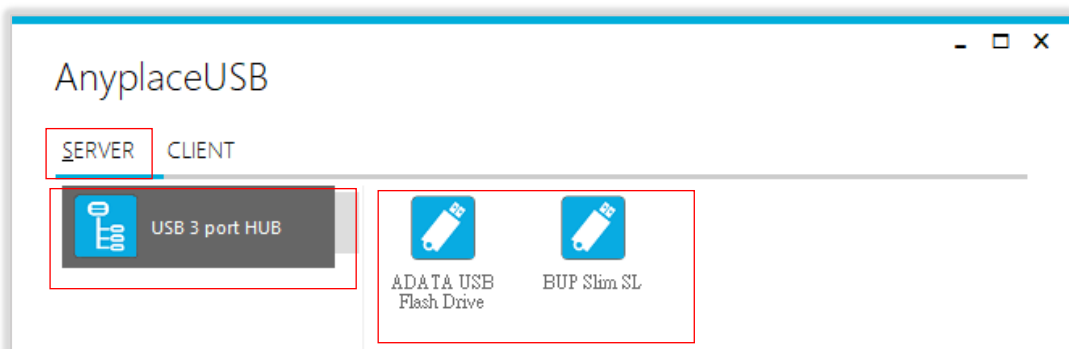 AnyplaceUSB
SERVER CLIENT
USB 3 port HUB
ADATA USB
Flash Drive
BUP Slim SL